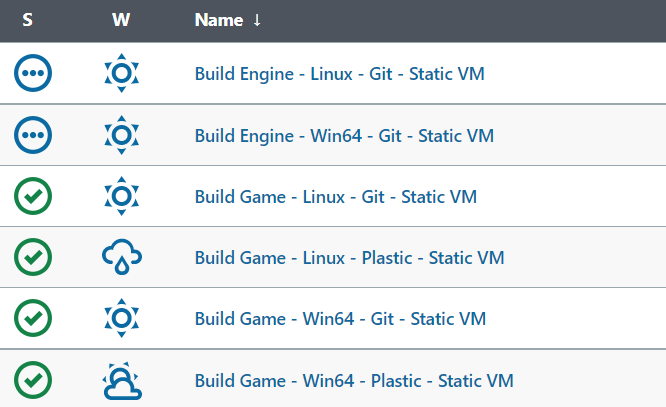 S W Name ↓
Build Engine - Linux - Git - Static VM
Build Engine - Win64 - Git - Static VM
Build Game - Linux - Git - Static VM
Build Game - Linux - Plastic - Static VM
Build Game - Win64 - Git - Static VM
Build Game - Win64 - Plastic - Static VM